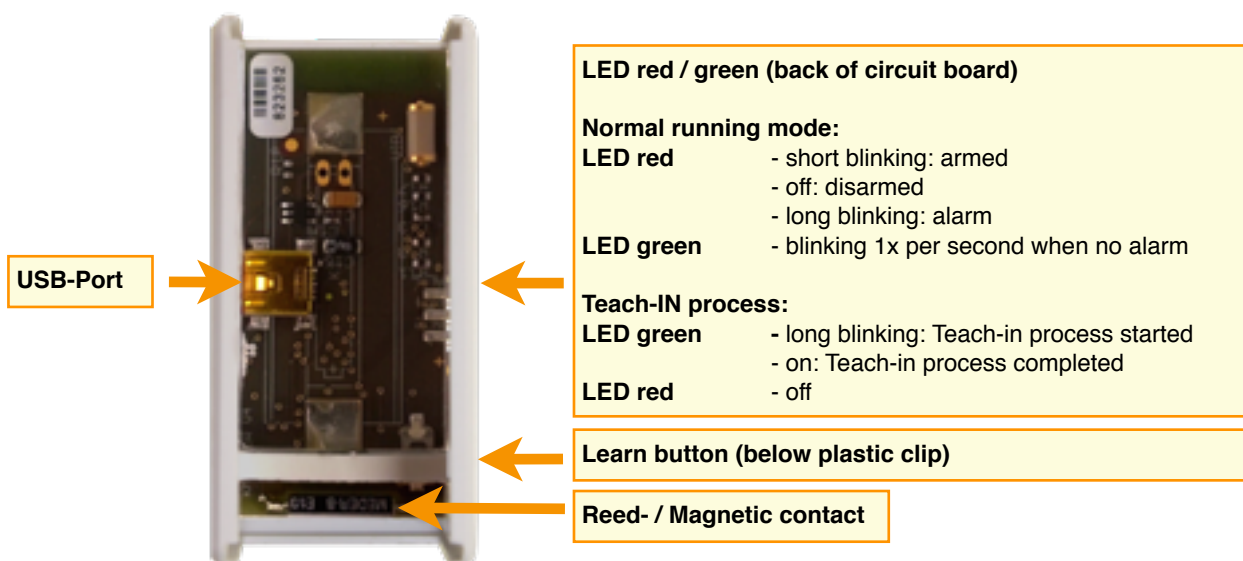 823262
LED red / green (back of circuit board)
Normal running mode:
LED red - short blinking: armed
- off: disarmed
- long blinking: alarm
LED green - blinking 1x per second when no alarm
USB-Port
Teach-IN process:
LED green - long blinking: Teach-in process started
- on: Teach-in process completed
LED red - off
Learn button (below plastic clip)
Reed- / Magnetic contact